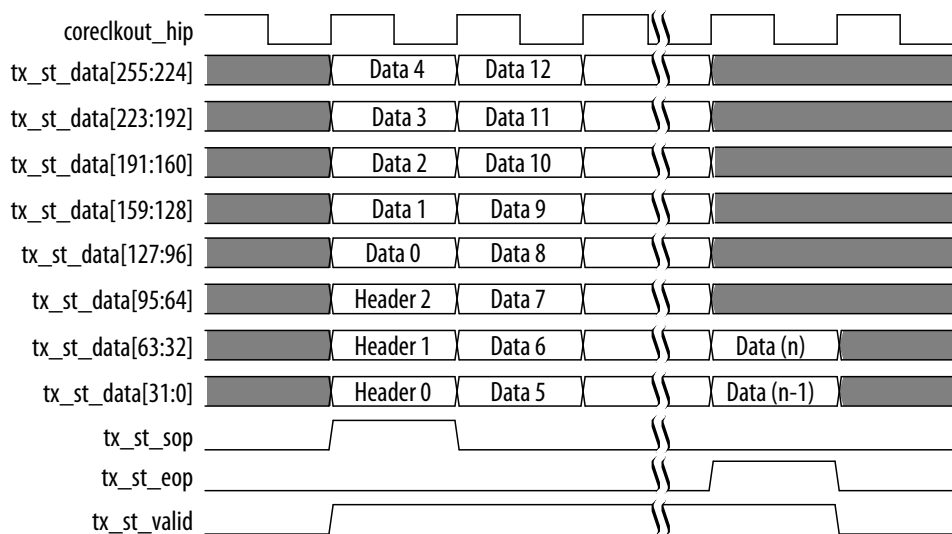 coreclkout_hip
tx_st_data[255:224] Data 4 Data 12
tx_st_data[223:192] Data 3 Data 11
tx_st_data[191:160] Data 2 Data 10
tx_st_data[159:128] Data 1 Data 9
tx_st_data[127:96] Data 0 Data 8
tx_st_data[95:64] Header 2 Data 7
tx_st_data[63:32] Header 1 Data 6 Data (n)
tx_st_data[31:0] Header 0 Data 5 Data (n-1)
tx_st_sop
tx_st_eop
tx_st_valid